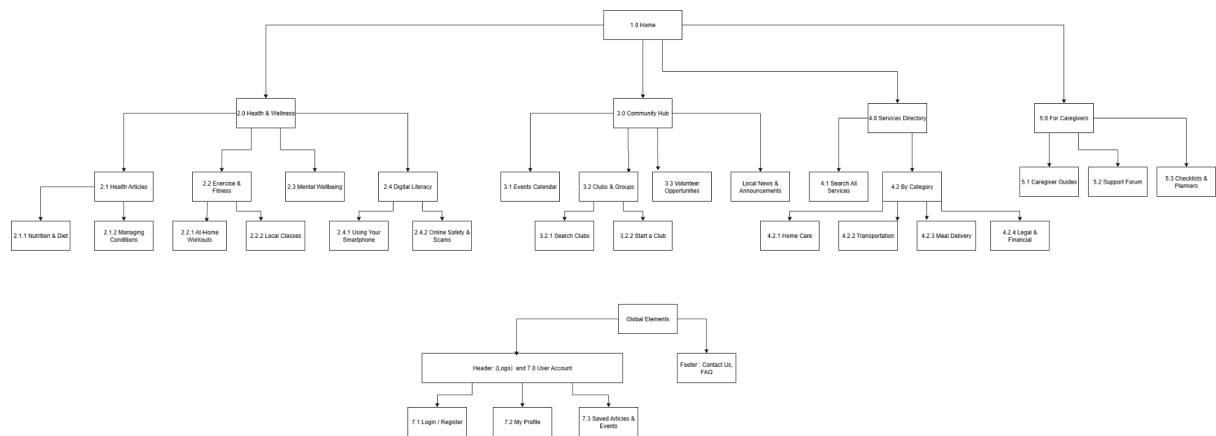 1.0 Home
2.0 Health & Wellness
3.0 Community Hub
4.0 Services Directory
5.0 For Caregivers
2.1 Health Articles
2.2 Exercise &
Fitness
2.3 Mental Wellbeing
2.4 Digital Literacy
3.1 Events Calendar
3.2 Clubs & Groups
3.3 Volunteer
Opportunities
Local News &
Announcements
4.1 Search All
Services
4.2 By Category
5.1 Caregiver Guides
5.2 Support Forum
5.3 Checklists &
Planners
2.1.1 Nutrition & Diet
2.1.2 Managing
Conditions
2.2.1 At-Home
Workouts
2.2.2 Local Classes
2.4.1 Using Your
Smartphone
2.4.2 Online Safety &
Scams
3.2.1 Search Clubs
3.2.2 Start a Club
4.2.1 Home Care
4.2.2 Transportation
4.2.3 Meal Delivery
4.2.4 Legal &
Financial
Global Elements
Header: (Logo) and 7.0 User Account
Footer : Contact Us,
FAQ
7.1 Login / Register
7.2 My Profile
7.3 Saved Articles &
Events